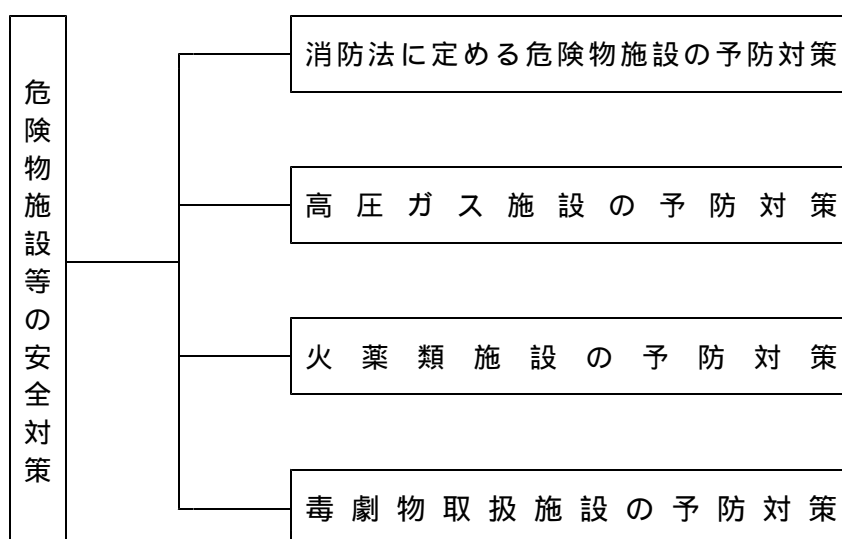 危険物施設等の安全対策
消防法に定める危険物施設の予防対策
高圧ガス施設の予防対策
火薬類施設の予防対策
毒劇物取扱施設の予防対策